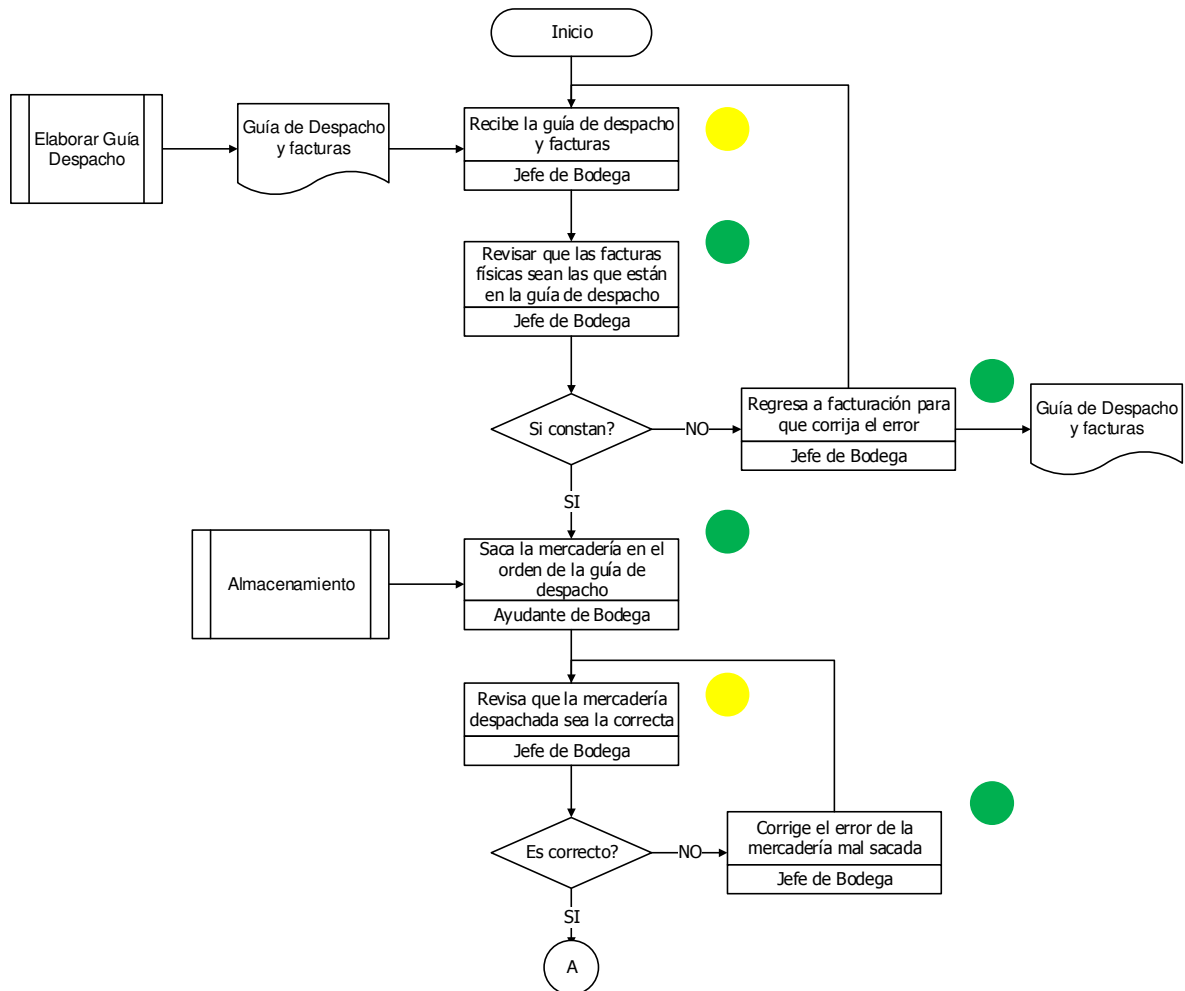 Inicio
Elaborar Guía
Despacho
Guía de Despacho
y facturas
Recibe la guía de despacho
y facturas
Jefe de Bodega
Revisar que las facturas
físicas sean las que están
en la guía de despacho
Jefe de Bodega
Si constan?
NO
Regresa a facturación para
que corrija el error
Jefe de Bodega
Guía de Despacho
y facturas
SI
Almacenamiento
Saca la mercadería en el
orden de la guía de
despacho
Ayudante de Bodega
Revisa que la mercadería
despachada sea la correcta
Jefe de Bodega
Es correcto?
NO
Corrige el error de la
mercadería mal sacada
Jefe de Bodega
SI
A